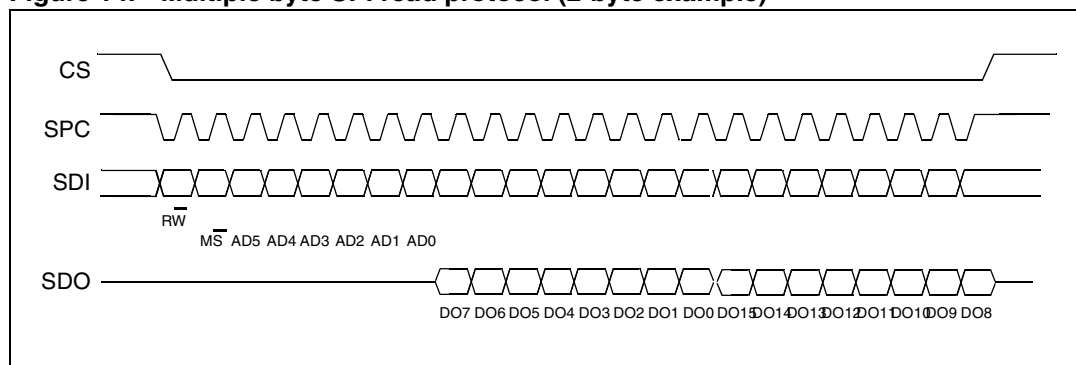 Figure 14. Multiple byte SPI read protocol (2-byte example)
CS
SPC
SDI
RW
MS AD5 AD4 AD3 AD2 AD1 AD0
SDO
DO7 DO6 DO5 DO4 DO3 DO2 DO1 DO0 DO15 DO14 DO13 DO12 DO11 DO10 DO9 DO8